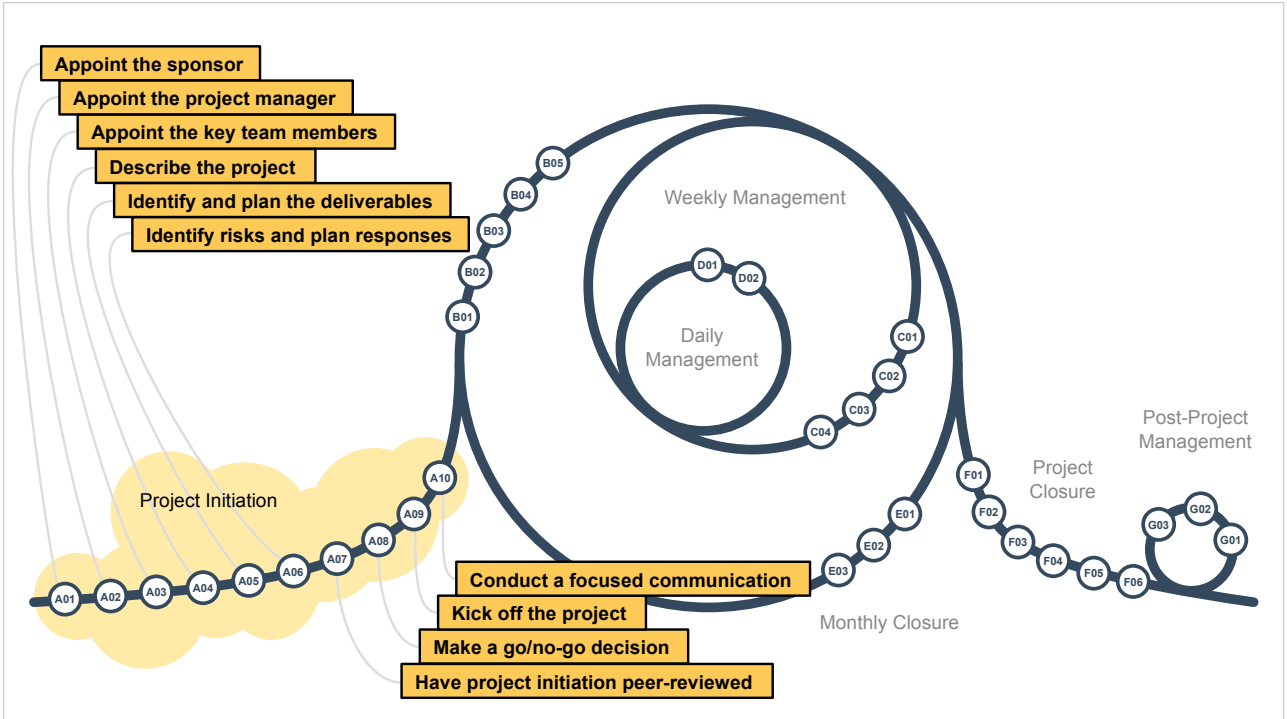 Appoint the sponsor
Appoint the project manager
Appoint the key team members
Describe the project
Identify and plan the deliverables
Identify risks and plan responses
B05
B04
B03
B02
B01
Weekly Management
D01
D02
Daily
Management
C01
C02
C03
C04
Project Initiation
A01
A02
A03
A04
A05
A06
A07
A08
A09
A10
Conduct a focused communication
Kick off the project
Make a go/no-go decision
Have project initiation peer-reviewed
E01
E02
E03
Monthly Closure
F01
F02
F03
F04
F05
F06
Project
Closure
Post-Project
Management
G03
G02
G01